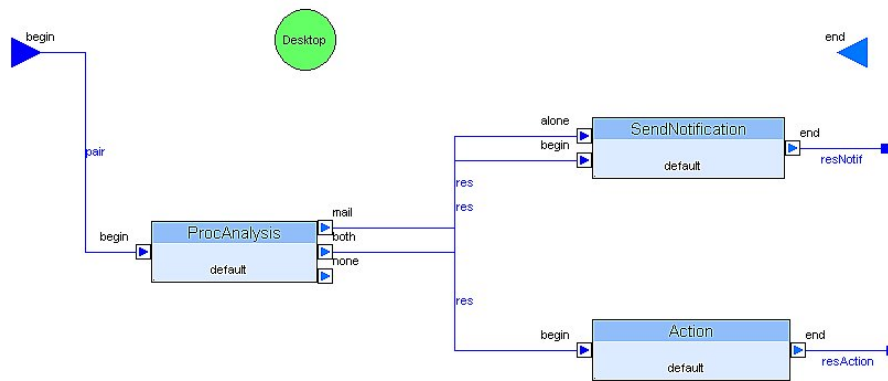 begin
Desktop
end
pair
alone
begin
SendNotification
default
end
resNotif
res
res
begin
ProcAnalysis
default
mail
both
none
res
begin
Action
default
end
resAction